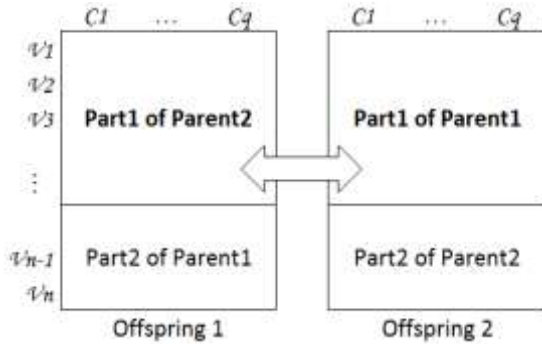 C1 ... Cq C1 ... Cq
V1
V2
V3 Part1 of Parent2 Part1 of Parent1
⋮
Vn-1 Part2 of Parent1 Part2 of Parent2
Vn
Offspring 1 Offspring 2